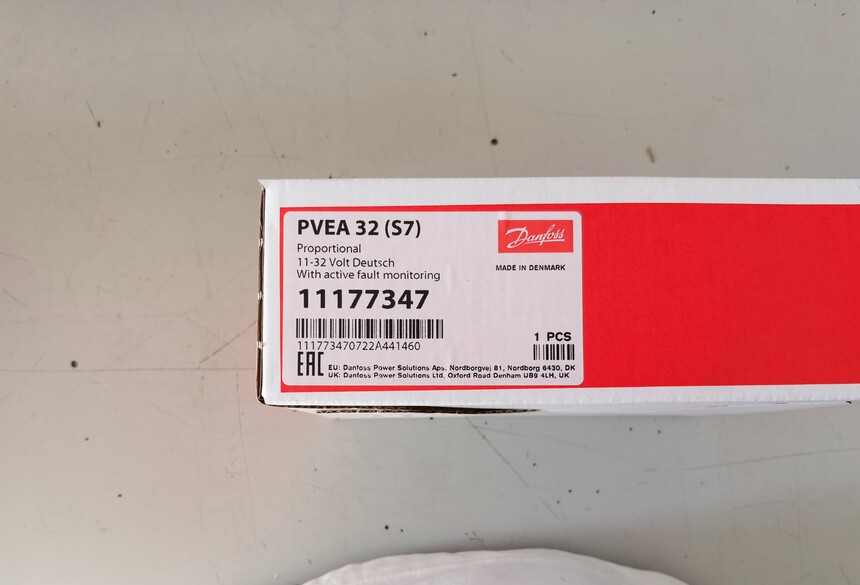 PVEA 32 (S7)
Danfoss
Proportional
11-32 Volt Deutsch
With active fault monitoring
MADE IN DENMARK
11177347
111773470722A441460
1 PCS
EAC
EU: Danfoss Power Solutions Aps, Nordborgvej 81, Nordborg 6430, DK
UK: Danfoss Power Solutions Ltd, Oxford Road Denham UB9 4LH, UK